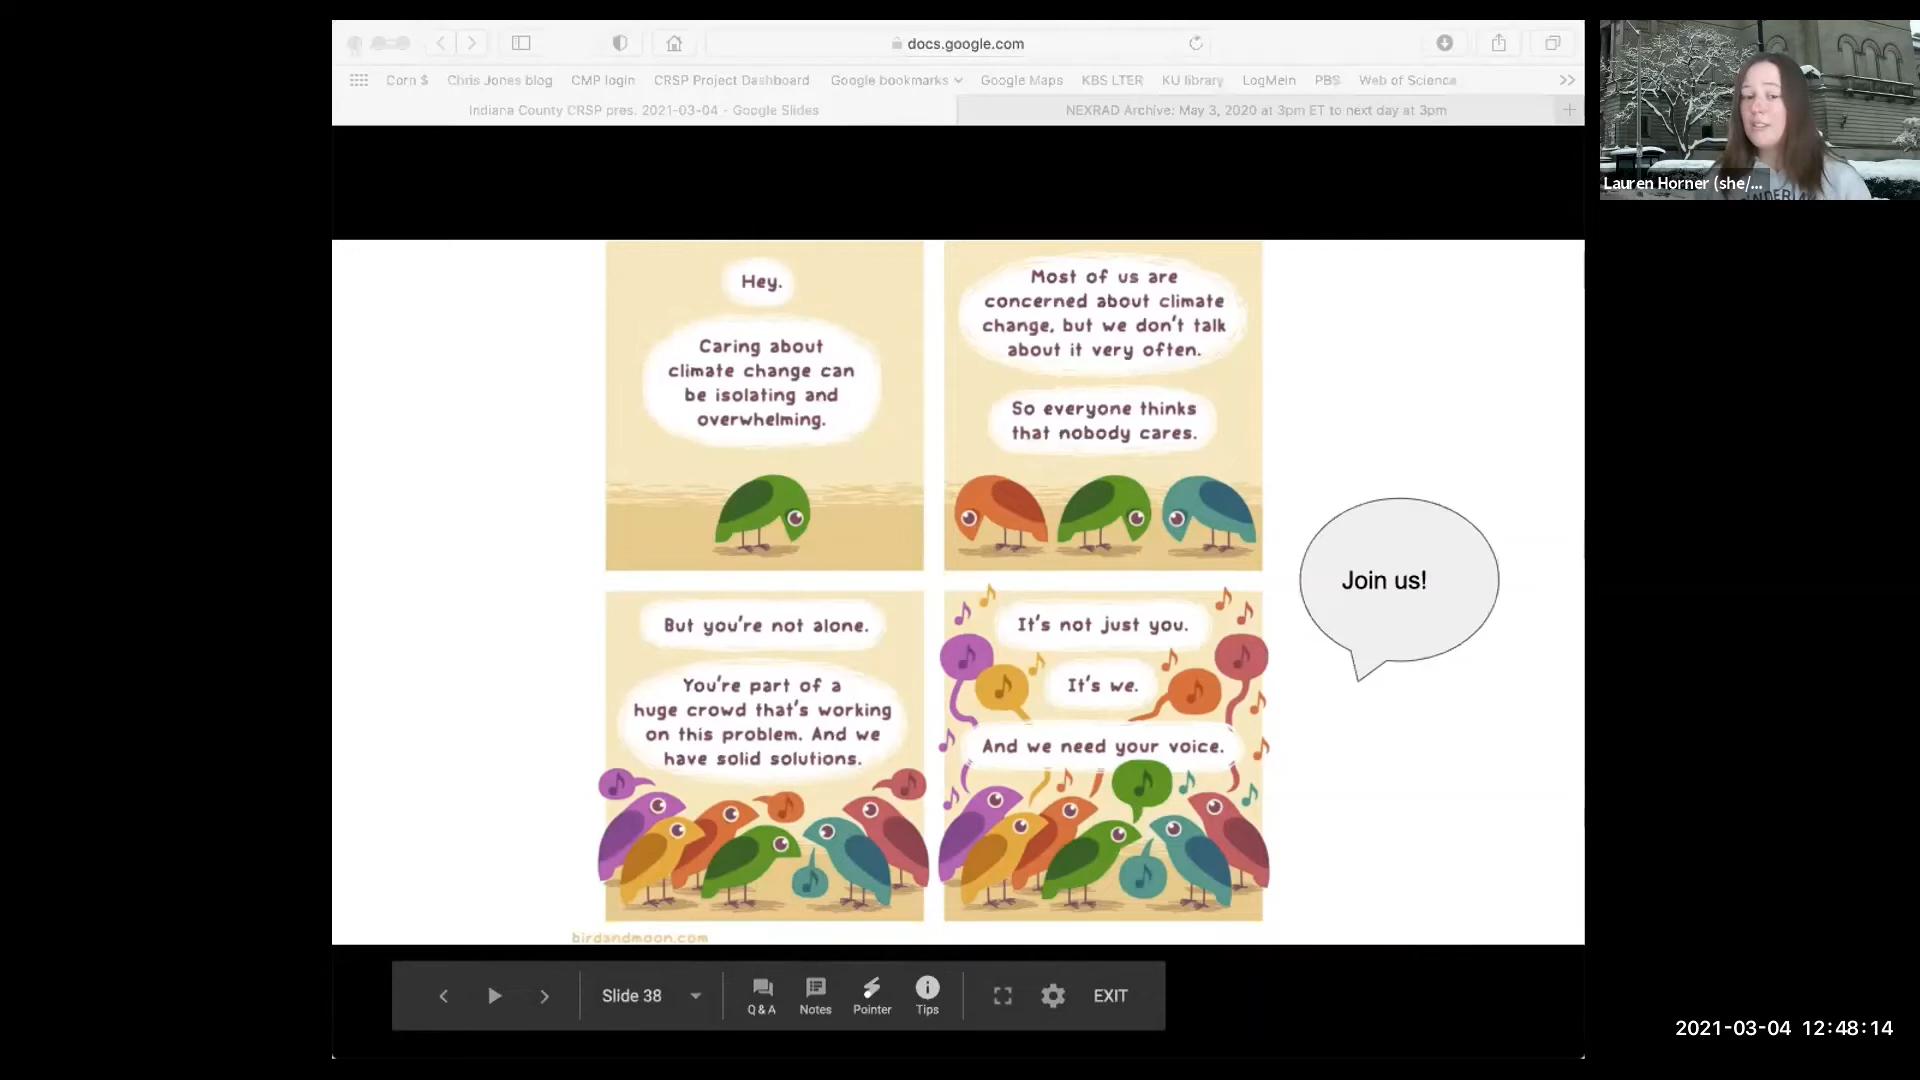 docs.google.com
Corn $ Chris Jones blog CMP login CRSP Project Dashboard Google bookmarks Google Maps KBS LTER KU library LogMeIn PBS Web of Science
Indiana County CRSP pres. 2021-03-04 - Google Slides
NEXRAD Archive: May 3, 2020 at 3pm ET to next day at 3pm
Lauren Horner (she/...
Hey.
Caring about
climate change can
be isolating and
overwhelming.
Most of us are
concerned about climate
change, but we don't talk
about it very often.
So everyone thinks
that nobody cares.
But you're not alone.
You're part of a
huge crowd that's working
on this problem. And we
have solid solutions.
It's not just you.
It's we.
And we need your voice.
Join us!
birdandmoon.com
Slide 38
Q & A Notes Pointer Tips
EXIT
2021-03-04 12:48:14